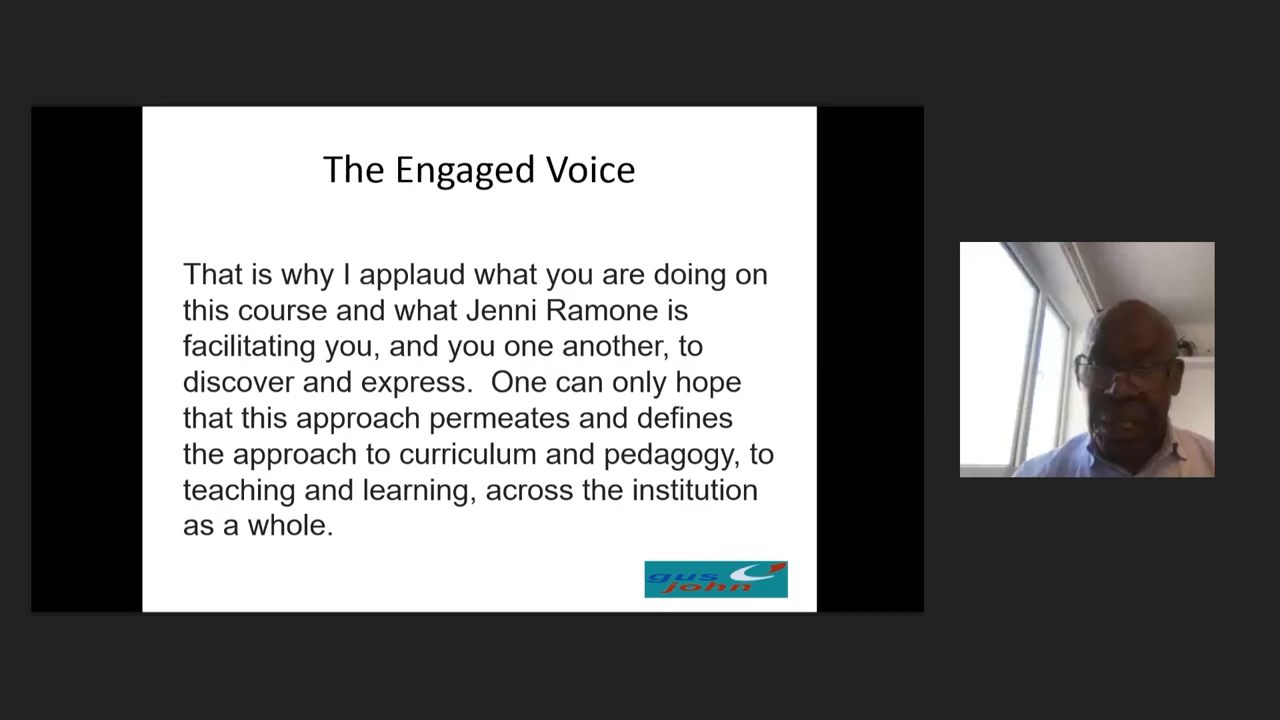 The Engaged Voice
That is why I applaud what you are doing on
this course and what Jenni Ramone is
facilitating you, and you one another, to
discover and express.  One can only hope
that this approach permeates and defines
the approach to curriculum and pedagogy, to
teaching and learning, across the institution
as a whole.
gus
john